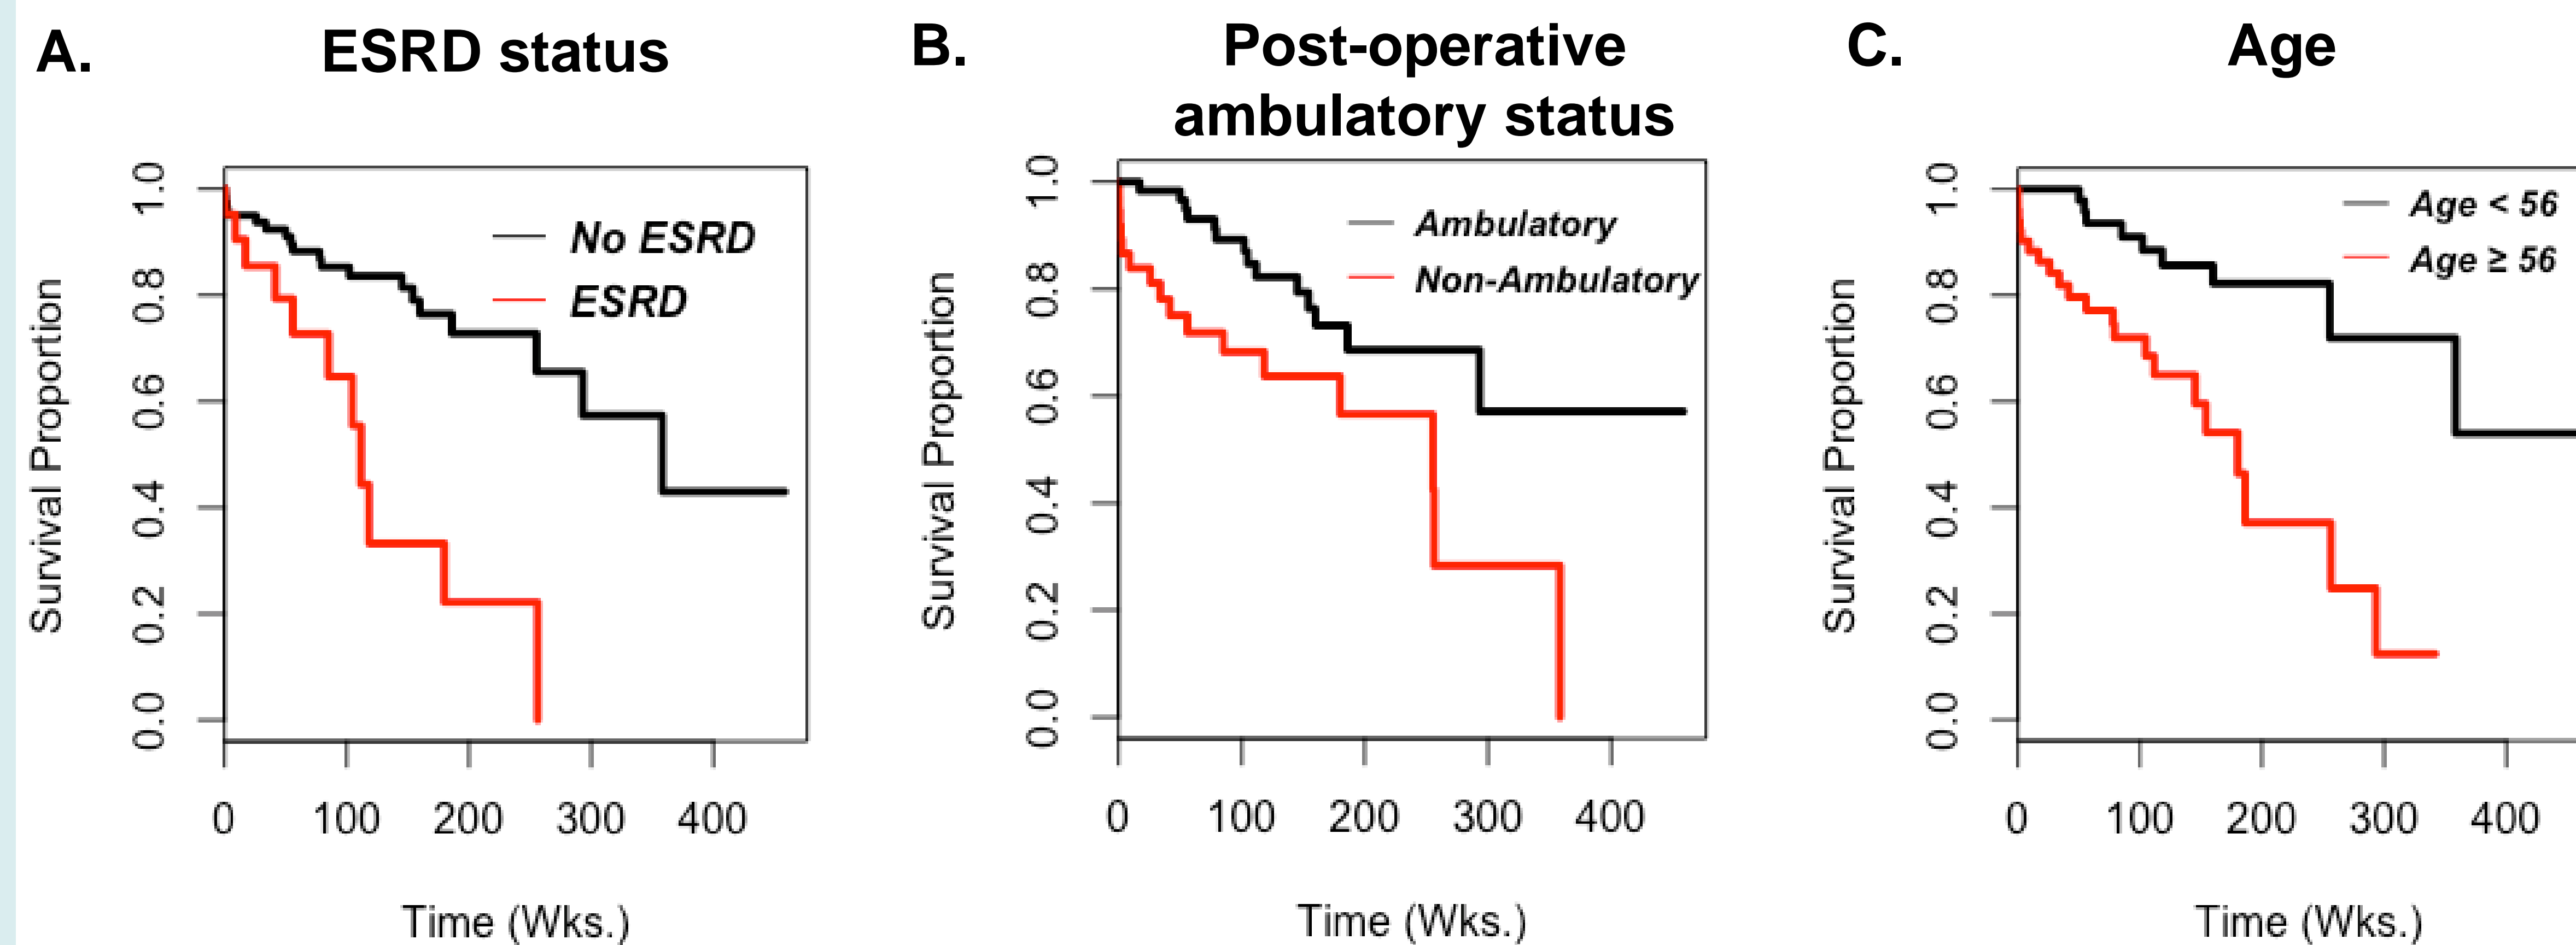 A.
ESRD status
Survival Proportion
1.0
0.8
0.6
0.4
0.2
0.0
No ESRD
ESRD
0 100 200 300 400
Time (Wks.)
B.
Post-operative
ambulatory status
Survival Proportion
1.0
0.8
0.6
0.4
0.2
0.0
Ambulatory
Non-Ambulatory
0 100 200 300 400
Time (Wks.)
C.
Age
Survival Proportion
1.0
0.8
0.6
0.4
0.2
0.0
Age < 56
Age ≥ 56
0 100 200 300 400
Time (Wks.)